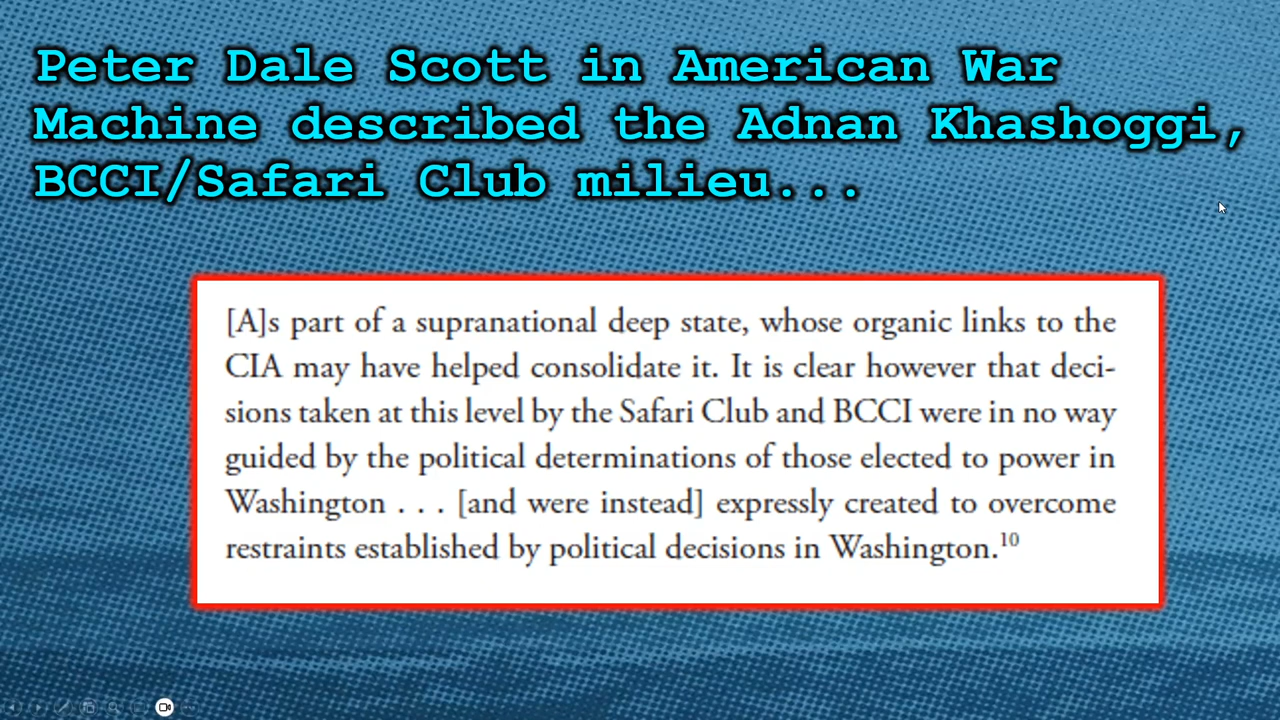 Peter Dale Scott in American War
Machine described the Adnan Khashoggi,
BCCI/Safari Club milieu...
[A]s part of a supranational deep state, whose organic links to the
CIA may have helped consolidate it. It is clear however that deci-
sions taken at this level by the Safari Club and BCCI were in no way
guided by the political determinations of those elected to power in
Washington . . . [and were instead] expressly created to overcome
restraints established by political decisions in Washington.10